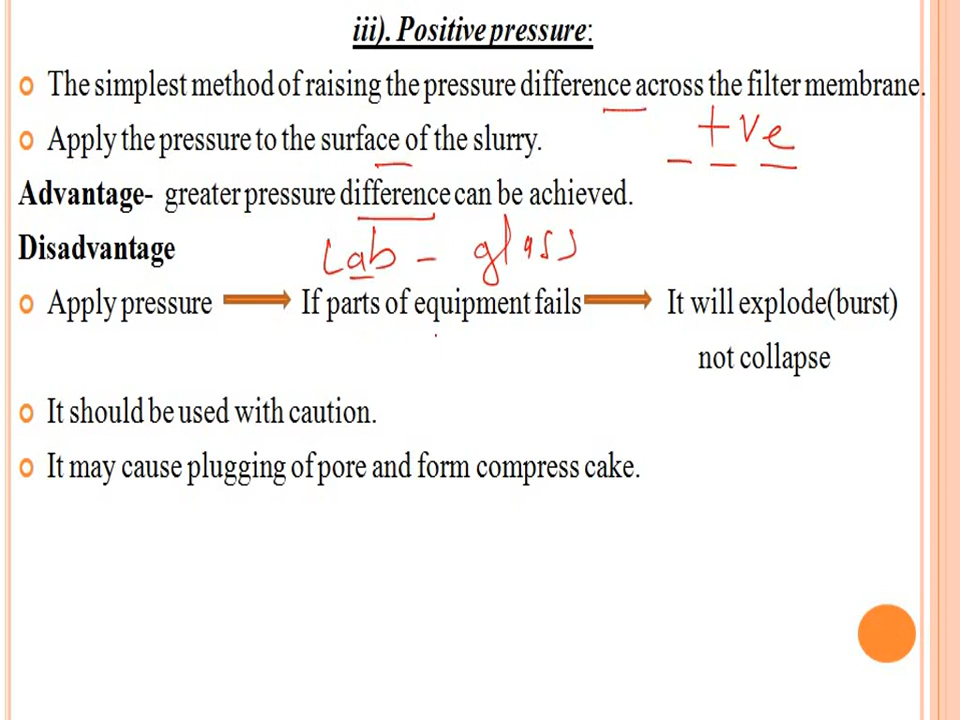 iii). Positive pressure:
The simplest method of raising the pressure difference across the filter membrane.
+ve
Apply the pressure to the surface of the slurry.
Advantage- greater pressure difference can be achieved.
Disadvantage
Lab - glass
Apply pressure If parts of equipment fails It will explode(burst)
not collapse
It should be used with caution.
It may cause plugging of pore and form compress cake.